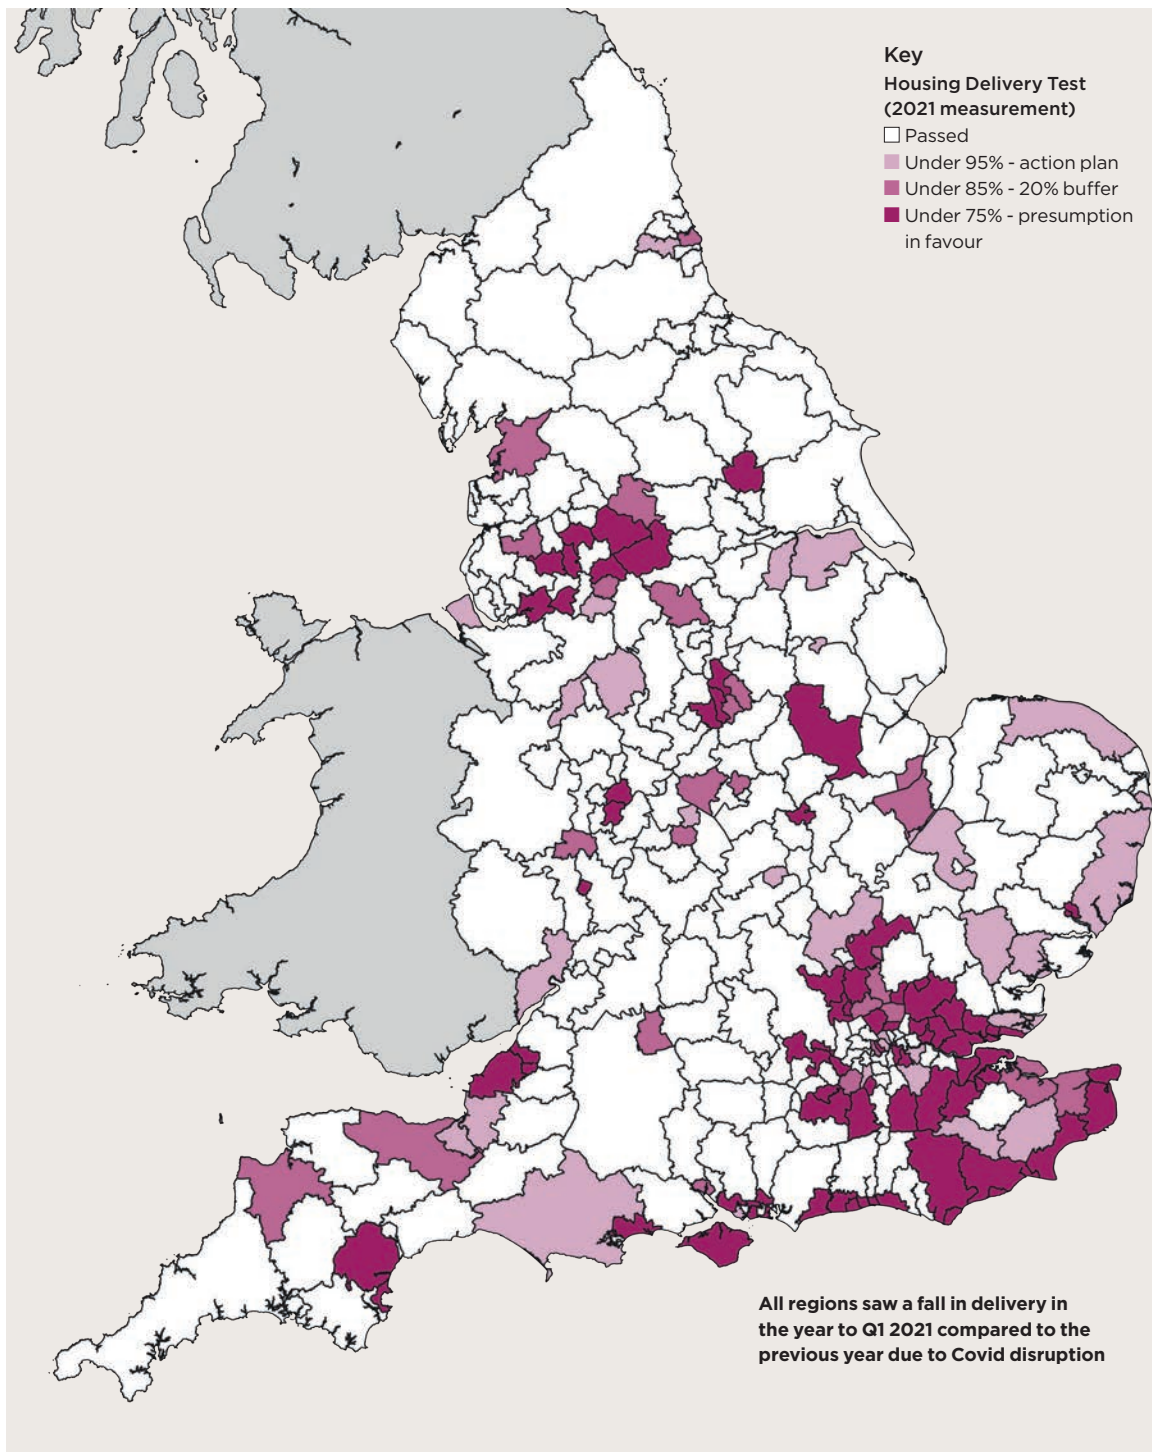 Key
Housing Delivery Test
(2021 measurement)
Passed
Under 95% - action plan
Under 85% - 20% buffer
Under 75% - presumption
in favour
All regions saw a fall in delivery in
the year to Q1 2021 compared to the
previous year due to Covid disruption